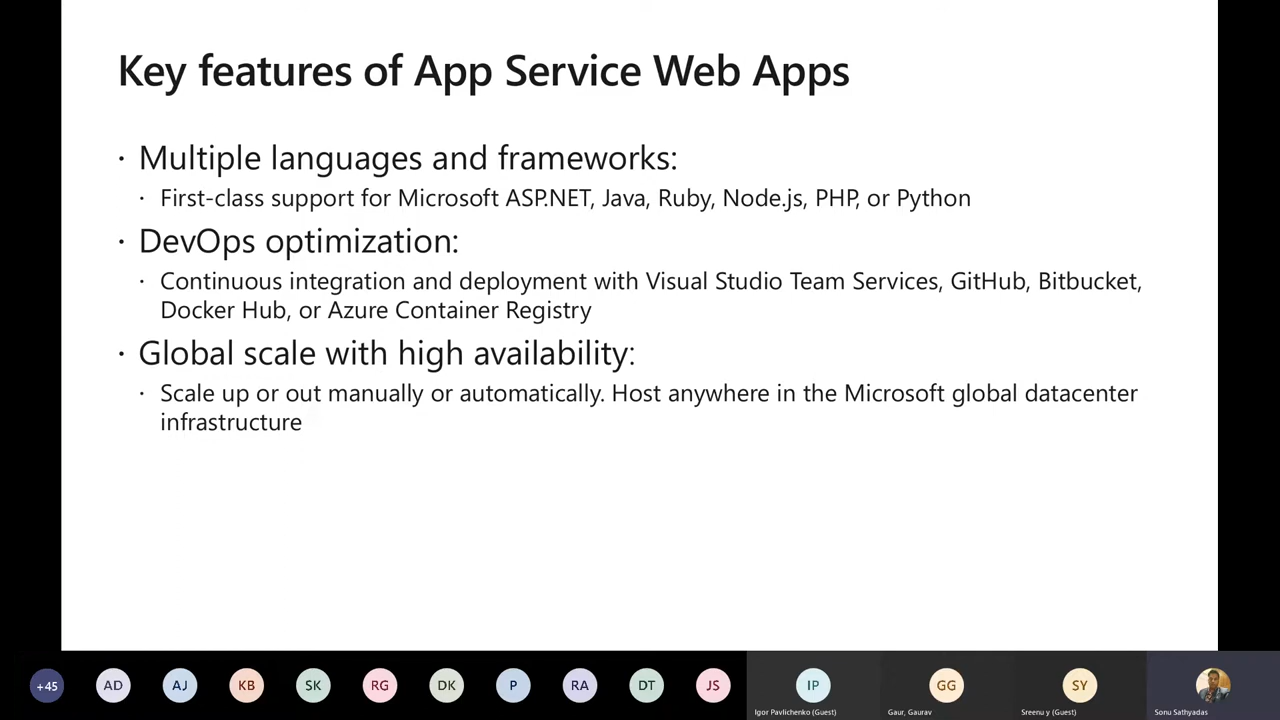 Key features of App Service Web Apps
· Multiple languages and frameworks:
· First-class support for Microsoft ASP.NET, Java, Ruby, Node.js, PHP, or Python
· DevOps optimization:
· Continuous integration and deployment with Visual Studio Team Services, GitHub, Bitbucket,
Docker Hub, or Azure Container Registry
· Global scale with high availability:
· Scale up or out manually or automatically. Host anywhere in the Microsoft global datacenter
infrastructure
+45 AD AJ KB SK RG DK P RA DT JS IP GG SY
Igor Pavlichenko (Guest) Gaur, Gaurav Sreenu y (Guest) Sonu Sathyadas